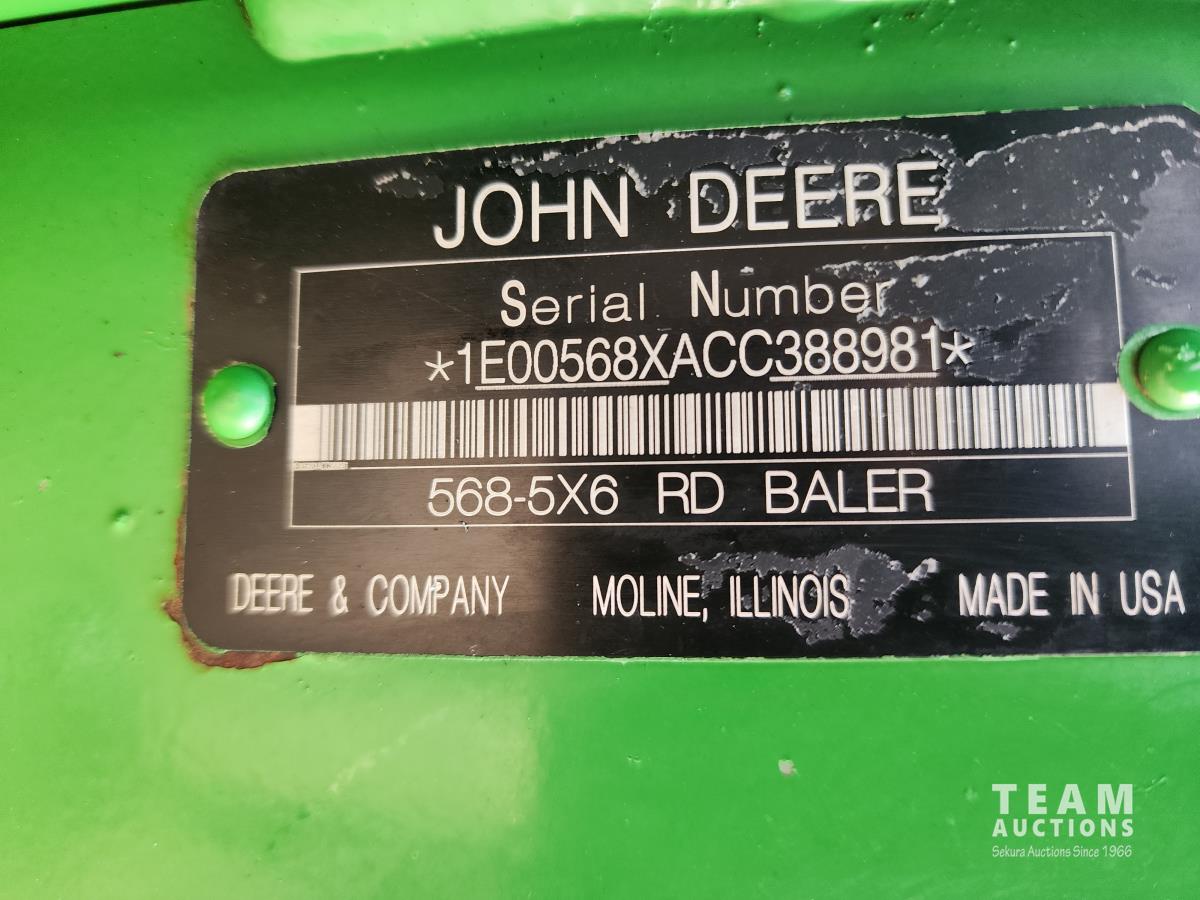 JOHN DEERE
Serial Number
*1E00568XACC388981*
568-5X6 RD BALER
DEERE & COMPANY MOLINE, ILLINOIS MADE IN USA
TEAM
AUCTIONS
Sekura Auctions Since 1966